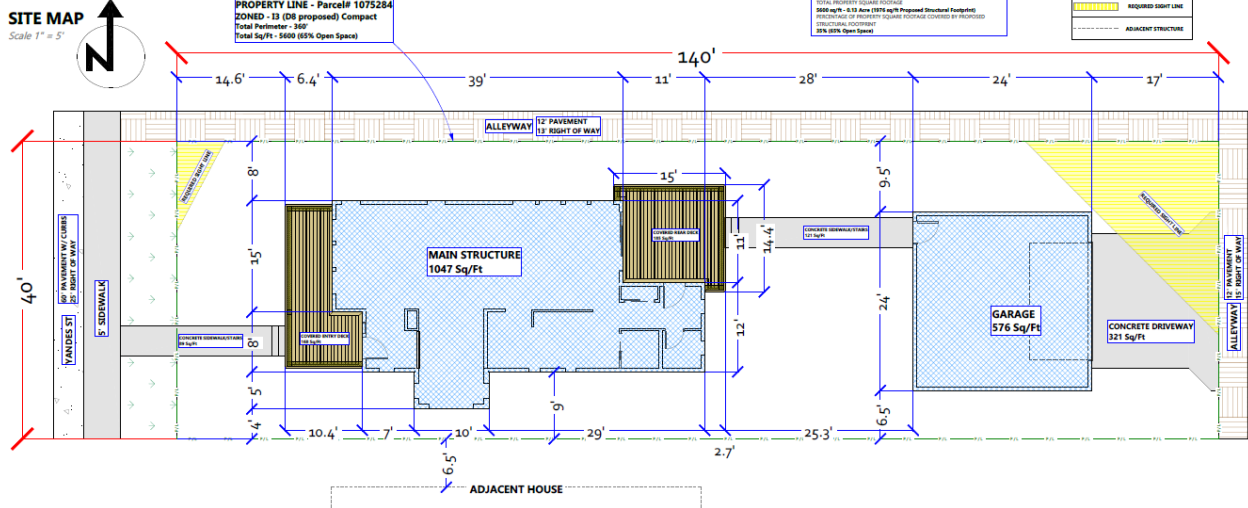 SITE MAP
Scale 1" = 5'
N
PROPERTY LINE - Parcel# 1075284
ZONED - I3 (D8 proposed) Compact
Total Perimeter - 360'
Total Sq/Ft - 5600 (65% Open Space)
TOTAL PROPERTY SQUARE FOOTAGE
5600 sq/ft - 0.13 Acre (1976 sq/ft Proposed Structural Footprint)
PERCENTAGE OF PROPERTY SQUARE FOOTAGE COVERED BY PROPOSED
STRUCTURAL FOOTPRINT
35% (65% Open Space)
REQUIRED SIGHT LINE
ADJACENT STRUCTURE
140'
14.6'
6.4'
39'
11'
28'
24'
17'
ALLEYWAY
12' PAVEMENT
13' RIGHT OF WAY
40'
60' PAVEMENT W/ CURBS
25' RIGHT OF WAY
YANDES ST
5' SIDEWALK
REQUIRED SIGHT LINE
8'
15'
8'
5'
4'
CONCRETE SIDEWALK/STAIRS
COVERED ENTRY DECK
MAIN STRUCTURE
1047 Sq/Ft
15'
COVERED REAR DECK
11'
14.4'
12'
CONCRETE SIDEWALK/STAIRS
121 Sq/Ft
9.5'
24'
6.5'
GARAGE
576 Sq/Ft
REQUIRED SIGHT LINE
CONCRETE DRIVEWAY
321 Sq/Ft
12' PAVEMENT
15' RIGHT OF WAY
ALLEYWAY
9'
10.4'
7'
10'
29'
2.7'
25.3'
6.5'
ADJACENT HOUSE